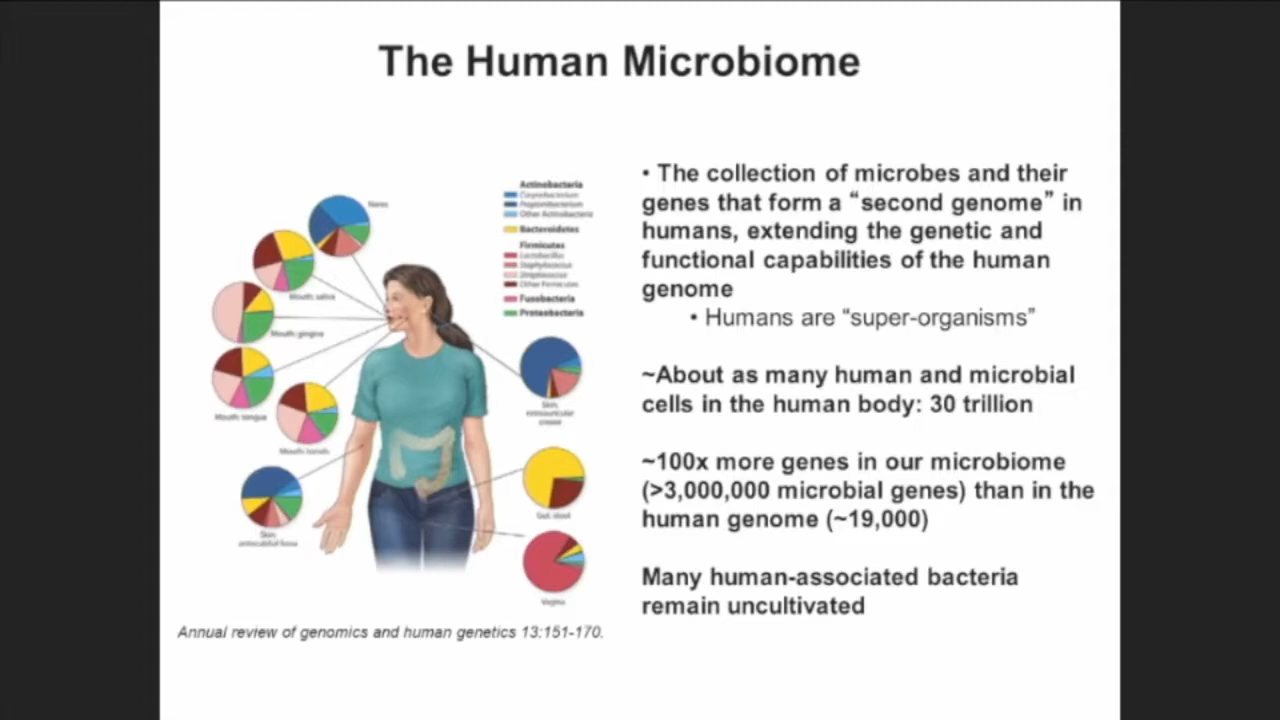 The Human Microbiome
Nares
Mouth: saliva
Mouth: gingiva
Mouth: tongue
Mouth: tonsils
Skin:
antecubital fossa
Actinobacteria
Corynebacterium
Propionibacterium
Other Actinobacteria
Bacteroidetes
Firmicutes
Lactobacillus
Staphylococcus
Streptococcus
Other Firmicutes
Fusobacteria
Proteobacteria
Skin:
retroauricular
crease
Gut: stool
Vagina
Annual review of genomics and human genetics 13:151-170.
• The collection of microbes and their
genes that form a “second genome” in
humans, extending the genetic and
functional capabilities of the human
genome
• Humans are “super-organisms”
~About as many human and microbial
cells in the human body: 30 trillion
~100x more genes in our microbiome
(>3,000,000 microbial genes) than in the
human genome (~19,000)
Many human-associated bacteria
remain uncultivated